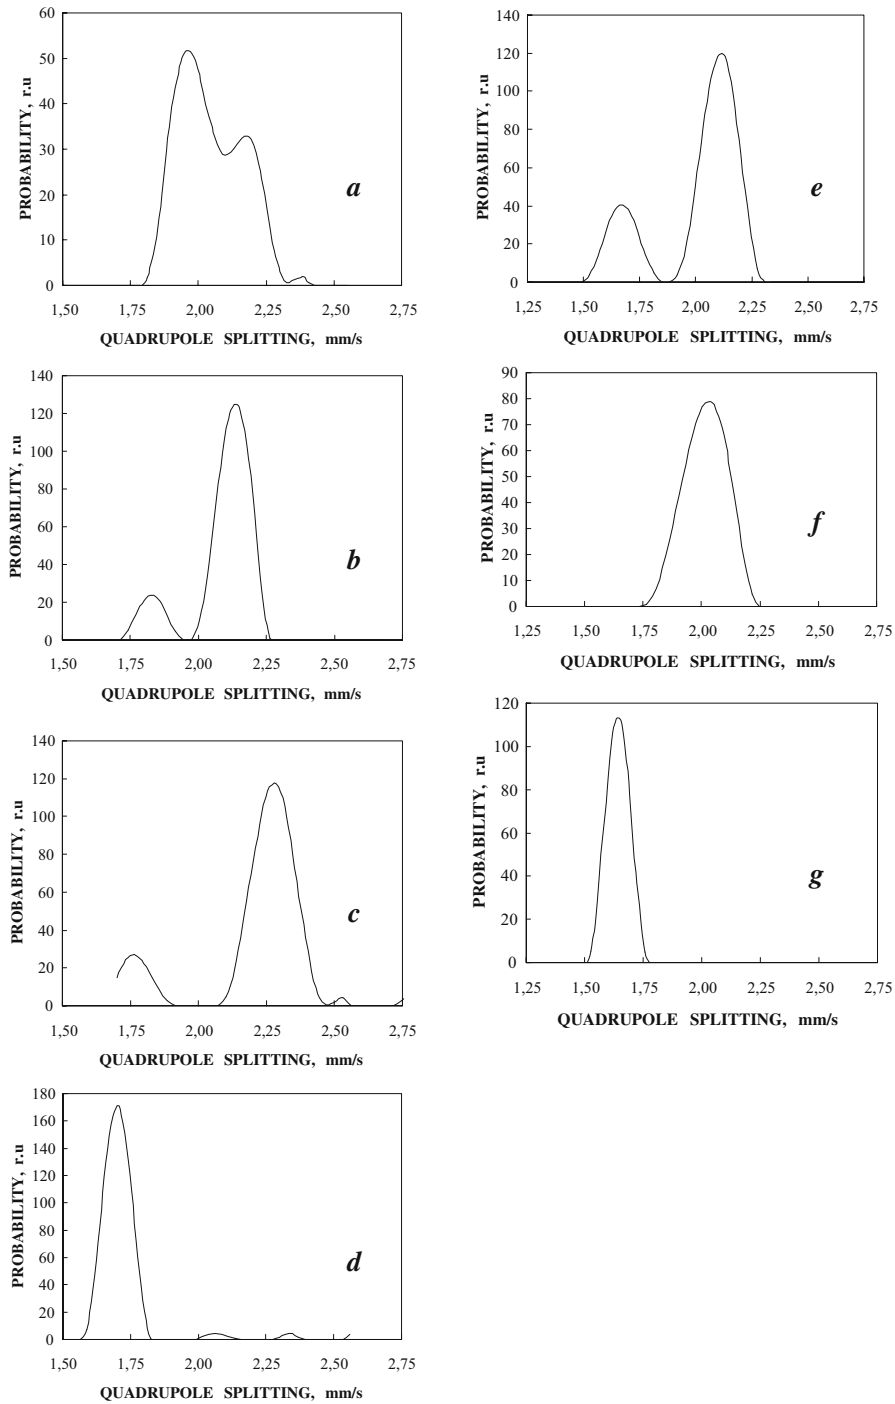 60
50
40
30
20
10
0
PROBABILITY, r.u
a
1,50 1,75 2,00 2,25 2,50 2,75
QUADRUPOLE SPLITTING, mm/s
140
120
100
80
60
40
20
0
PROBABILITY, r.u
b
1,50 1,75 2,00 2,25 2,50 2,75
QUADRUPOLE SPLITTING, mm/s
140
120
100
80
60
40
20
0
PROBABILITY, r.u
c
1,50 1,75 2,00 2,25 2,50 2,75
QUADRUPOLE SPLITTING, mm/s
180
160
140
120
100
80
60
40
20
0
PROBABILITY, r.u
d
1,50 1,75 2,00 2,25 2,50 2,75
QUADRUPOLE SPLITTING, mm/s
140
120
100
80
60
40
20
0
PROBABILITY, r.u
e
1,25 1,50 1,75 2,00 2,25 2,50 2,75
QUADRUPOLE SPLITTING, mm/s
90
80
70
60
50
40
30
20
10
0
PROBABILITY, r.u
f
1,25 1,50 1,75 2,00 2,25 2,50 2,75
QUADRUPOLE SPLITTING, mm/s
120
100
80
60
40
20
0
PROBABILITY, r.u
g
1,25 1,50 1,75 2,00 2,25 2,50 2,75
QUADRUPOLE SPLITTING, mm/s